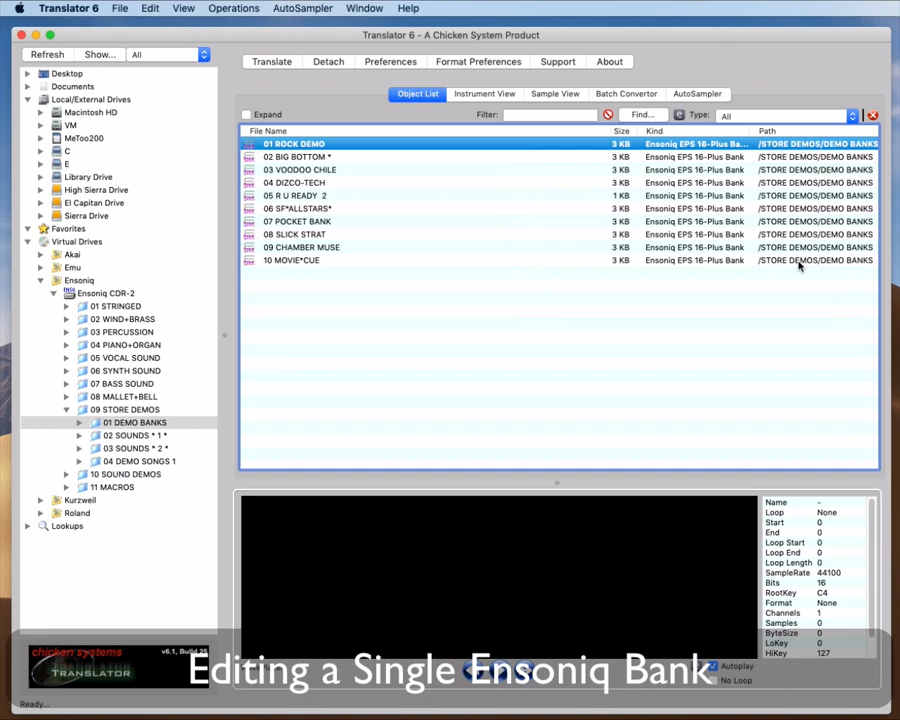 Translator 6 File Edit View Operations AutoSampler Window Help
Translator 6 - A Chicken System Product
Refresh Show... All
Translate Detach Preferences Format Preferences Support About
Object List Instrument View Sample View Batch Convertor AutoSampler
Expand Filter: Find... Type: All
File Name Size Kind Path
01 ROCK DEMO 3 KB Ensoniq EPS 16-Plus Ba... /STORE DEMOS/DEMO BANKS
02 BIG BOTTOM * 3 KB Ensoniq EPS 16-Plus Bank /STORE DEMOS/DEMO BANKS
03 VOODOO CHILE 3 KB Ensoniq EPS 16-Plus Bank /STORE DEMOS/DEMO BANKS
04 DIZCO-TECH 3 KB Ensoniq EPS 16-Plus Bank /STORE DEMOS/DEMO BANKS
05 R U READY 2 1 KB Ensoniq EPS 16-Plus Bank /STORE DEMOS/DEMO BANKS
06 SF*ALLSTARS* 3 KB Ensoniq EPS 16-Plus Bank /STORE DEMOS/DEMO BANKS
07 POCKET BANK 3 KB Ensoniq EPS 16-Plus Bank /STORE DEMOS/DEMO BANKS
08 SLICK STRAT 3 KB Ensoniq EPS 16-Plus Bank /STORE DEMOS/DEMO BANKS
09 CHAMBER MUSE 3 KB Ensoniq EPS 16-Plus Bank /STORE DEMOS/DEMO BANKS
10 MOVIE*CUE 3 KB Ensoniq EPS 16-Plus Bank /STORE DEMOS/DEMO BANKS
Desktop
Documents
Local/External Drives
Macintosh HD
VM
MeToo200
C
E
Library Drive
High Sierra Drive
El Capitan Drive
Sierra Drive
Favorites
Virtual Drives
Akai
Emu
Ensoniq
Ensoniq CDR-2
01 STRINGED
02 WIND+BRASS
03 PERCUSSION
04 PIANO+ORGAN
05 VOCAL SOUND
06 SYNTH SOUND
07 BASS SOUND
08 MALLET+BELL
09 STORE DEMOS
01 DEMO BANKS
02 SOUNDS * 1 *
03 SOUNDS * 2 *
04 DEMO SONGS 1
10 SOUND DEMOS
11 MACROS
Kurzweil
Roland
Lookups
Name -
Loop None
Start 0
End 0
Loop Start 0
Loop End 0
Loop Length 0
SampleRate 44100
Bits 16
RootKey C4
Format None
Channels 1
Samples 0
ByteSize 0
LoKey 0
HiKey 127
Autoplay
No Loop
chicken systems
TRANSLATOR
Editing a Single Ensoniq Bank
Ready...